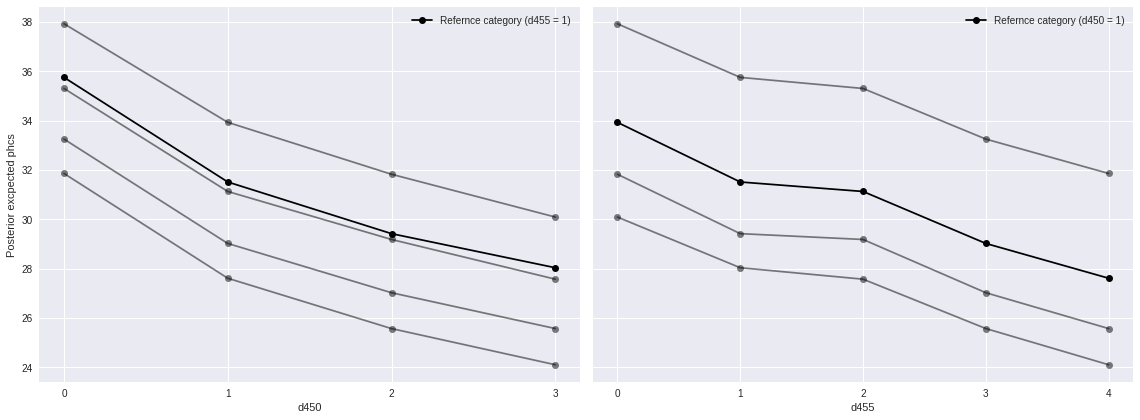 Refernce category (d455 = 1)
Refernce category (d450 = 1)
Posterior excpected phcs
38
36
34
32
30
28
26
24
0 1 2 3
d450
0 1 2 3 4
d455